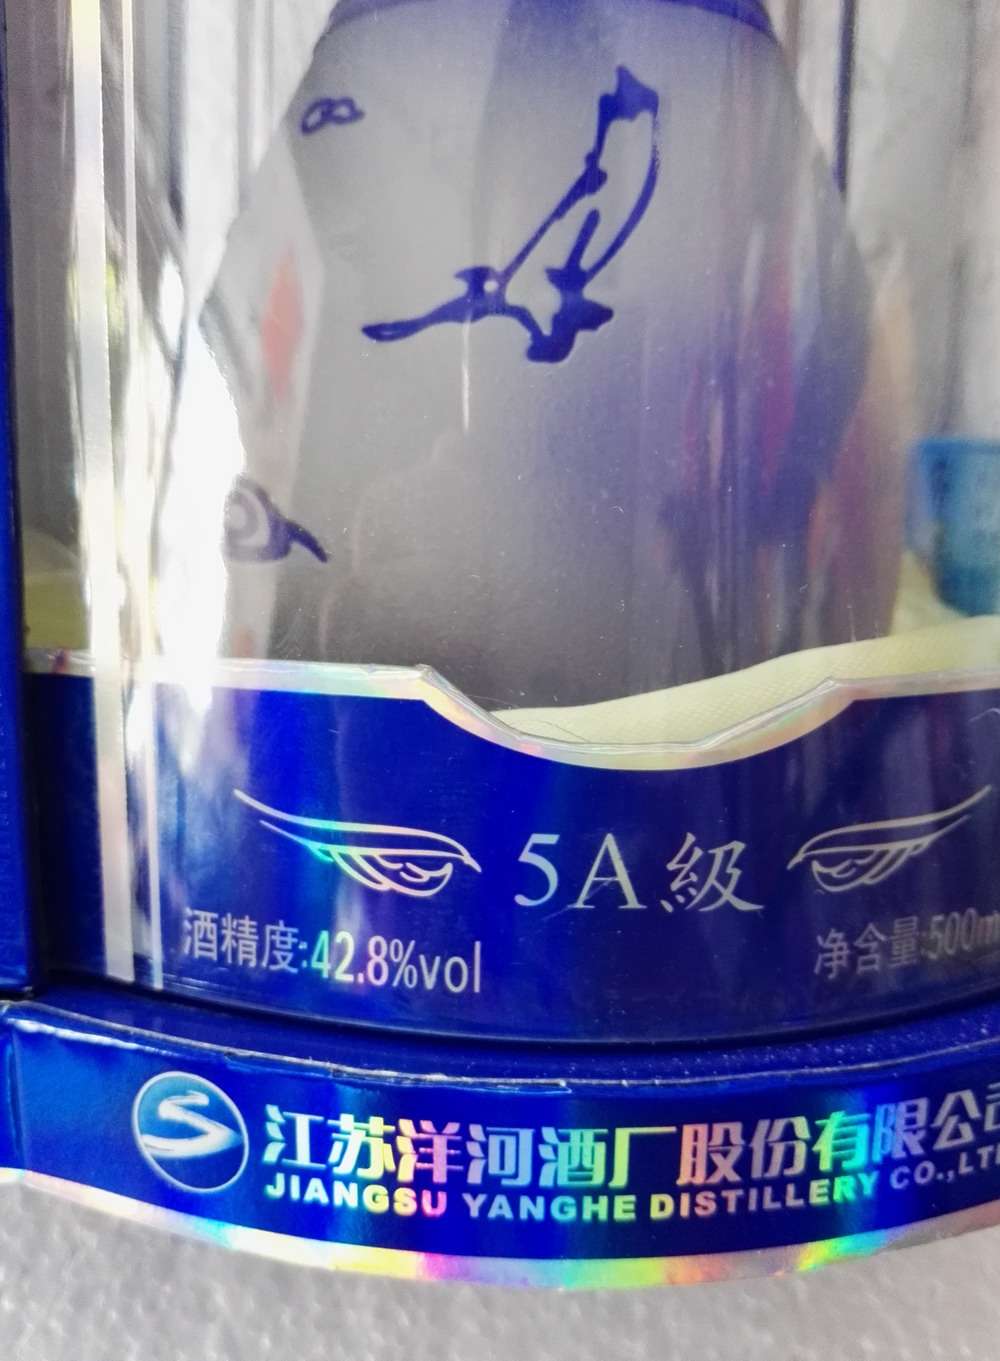 5A級
酒精度:42.8%vol
净含量:500m
江苏洋河酒厂股份有限公司
JIANGSU YANGHE DISTILLERY CO.,LT